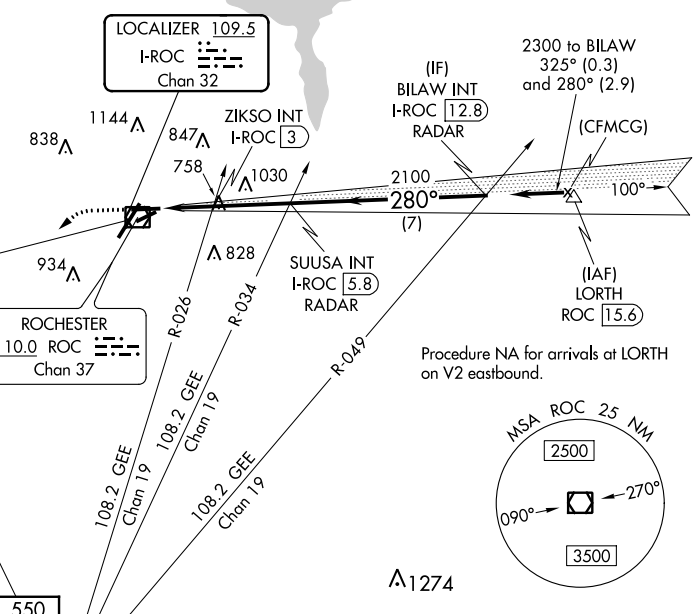 LOCALIZER 109.5
I-ROC
Chan 32
(IF)
BILAW INT
I-ROC 12.8
RADAR
2300 to BILAW
325° (0.3)
and 280° (2.9)
(CFMCG)
1144
838
847
ZIKSO INT
I-ROC 3
758
1030
2100
280°
(7)
100°
934
828
SUUSA INT
I-ROC 5.8
RADAR
(IAF)
LORTH
ROC 15.6
ROCHESTER
10.0 ROC
Chan 37
R-026
R-034
R-049
108.2 GEE
Chan 19
108.2 GEE
Chan 19
108.2 GEE
Chan 19
Procedure NA for arrivals at LORTH
on V2 eastbound.
MSA ROC 25 NM
2500
090°
270°
3500
1274
550